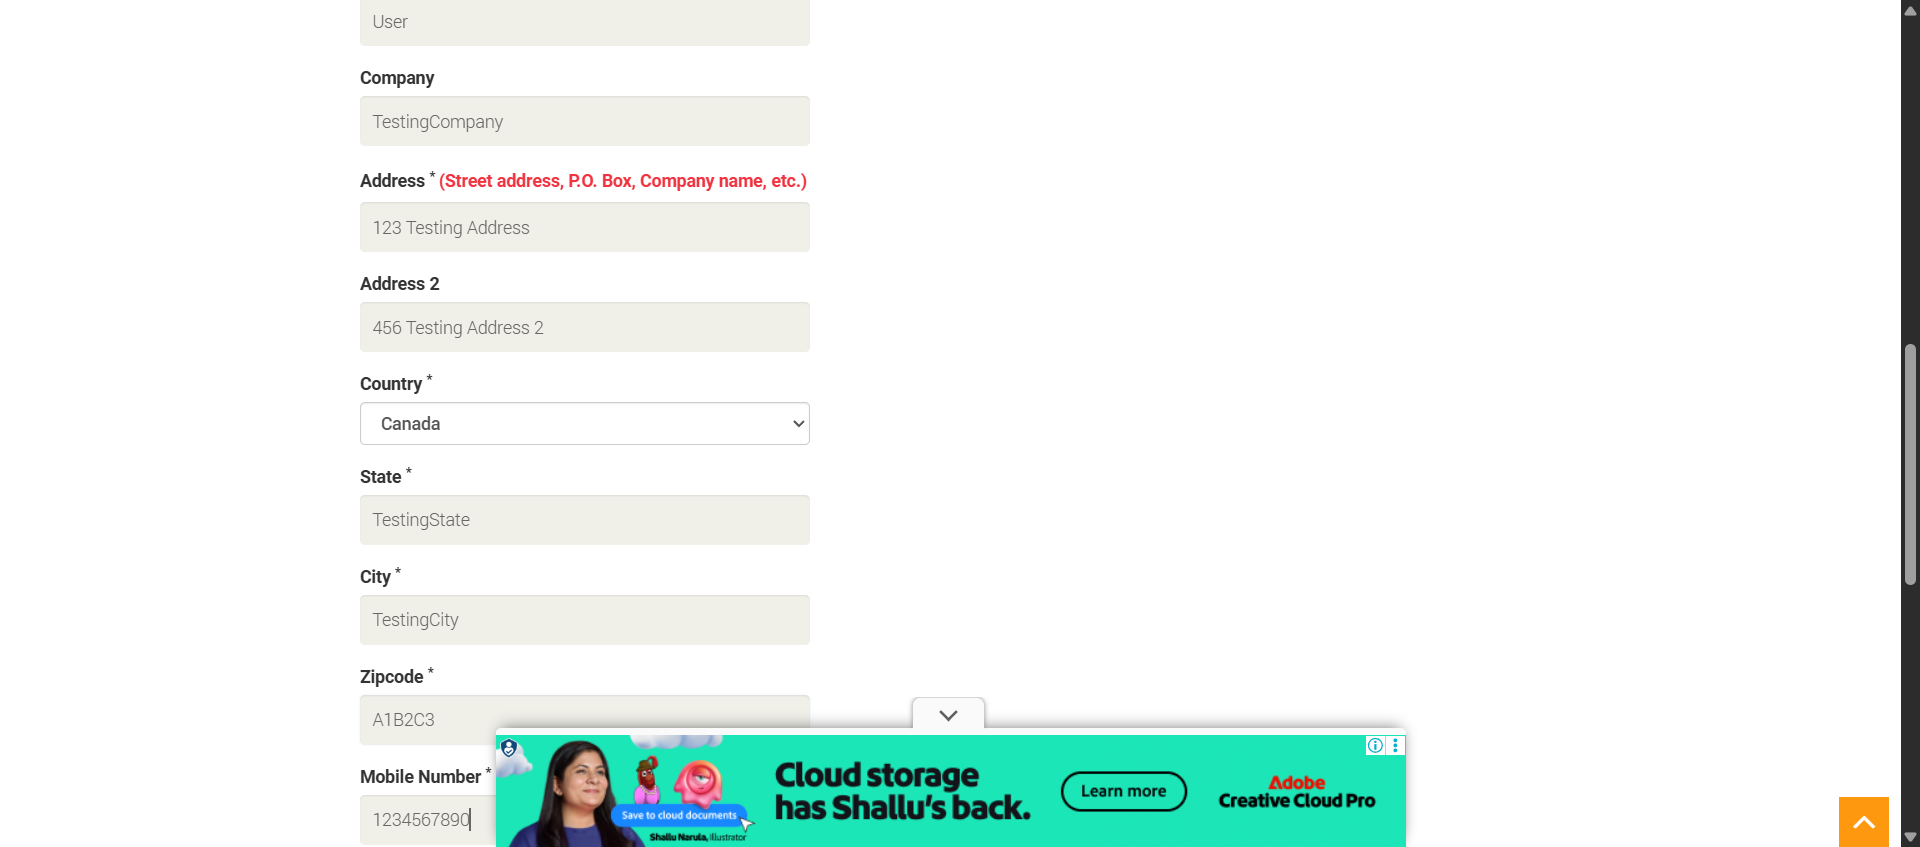 User
Company
TestingCompany
Address * (Street address, P.O. Box, Company name, etc.)
123 Testing Address
Address 2
456 Testing Address 2
Country *
Canada
State *
TestingState
City *
TestingCity
Zipcode *
A1B2C3
Mobile Number *
1234567890
Cloud storage
has Shallu's back.
Save to cloud documents
Shallu Narula, Illustrator
Learn more
Adobe
Creative Cloud Pro